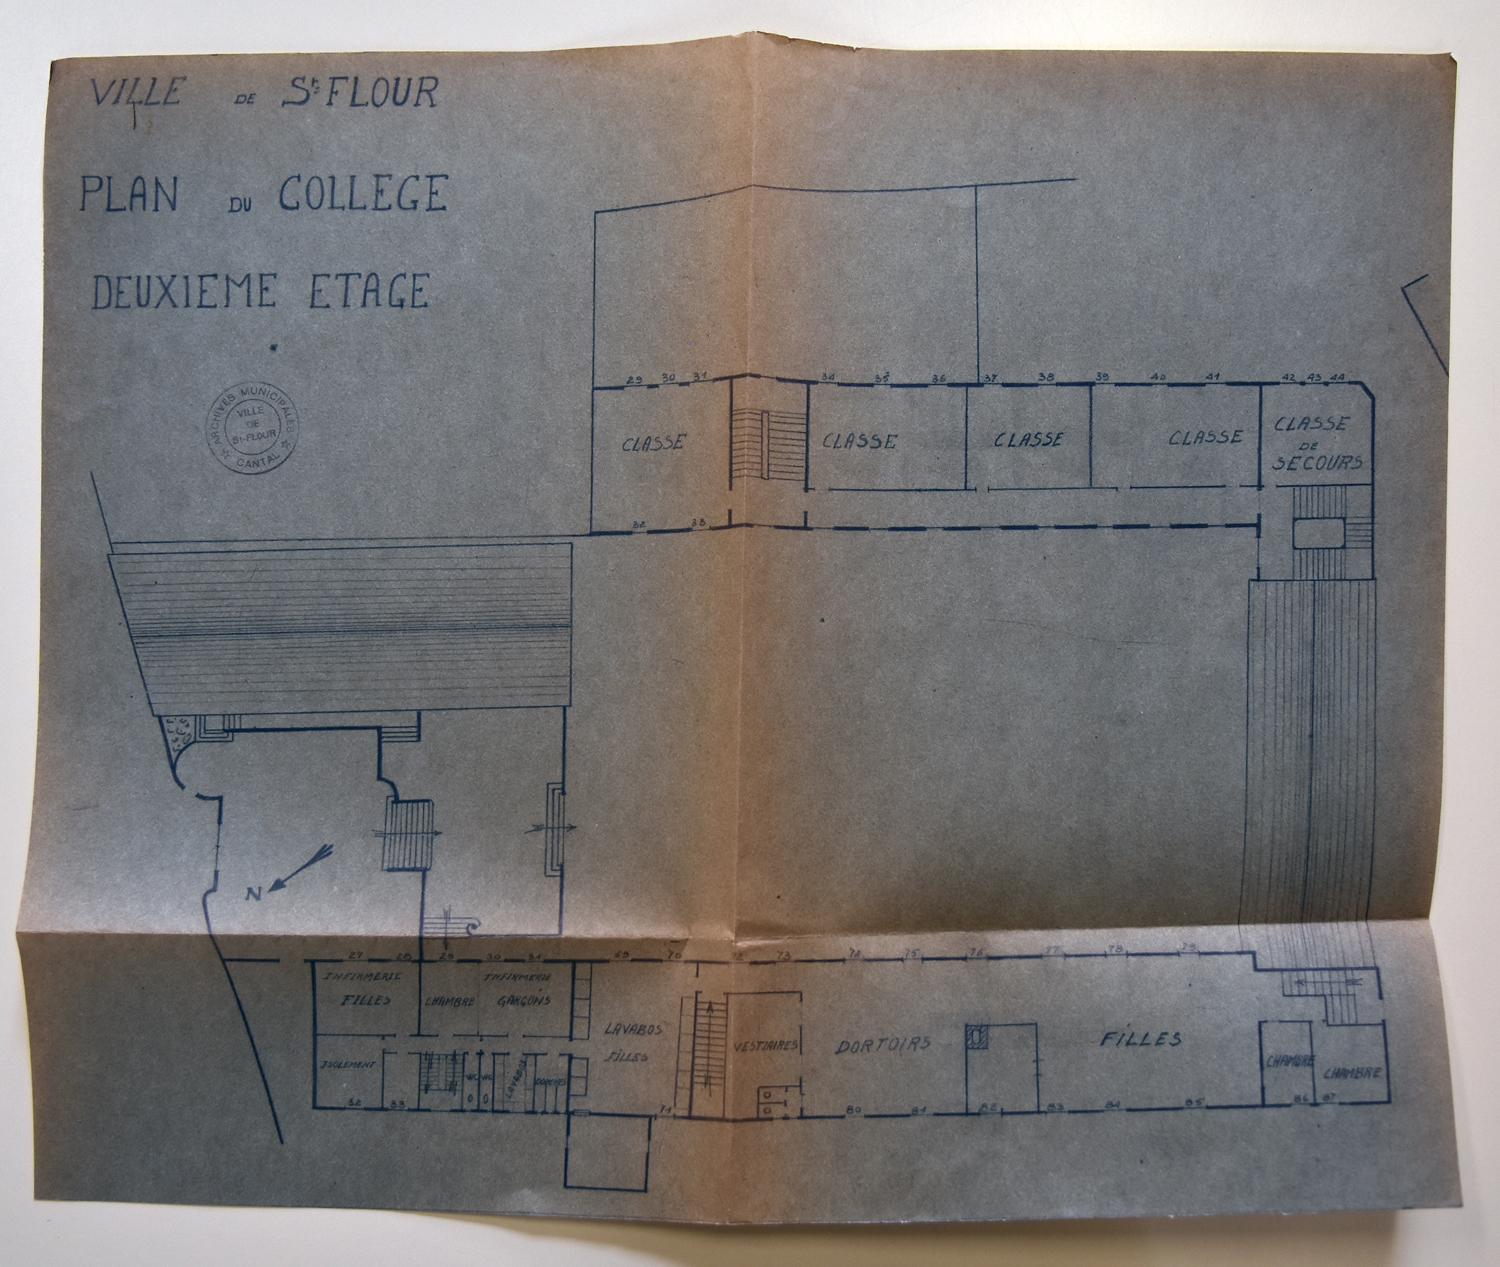 VILLE DE St FLOUR
PLAN DU COLLEGE
DEUXIEME ETAGE
ARCHIVES MUNICIPALES
VILLE
DE
St-FLOUR
CANTAL
29 30 31 34 35 36 37 38 39 40 41 42 43 44
CLASSE
CLASSE
CLASSE
CLASSE
CLASSE
DE
SECOURS
32 33
N
27 28 29 30 31 69 70 72 73 74 75 76 77 78 79
INFIRMERIE
FILLES
CHAMBRE
INFIRMERIE
GARÇONS
LAVABOS
FILLES
VESTIAIRES
DORTOIRS
FILLES
CHAMBRE
CHAMBRE
ISOLEMENT
WC
WC
LAVABOS
DOUCHES
32 33 71 80 81 82 83 84 85 86 87